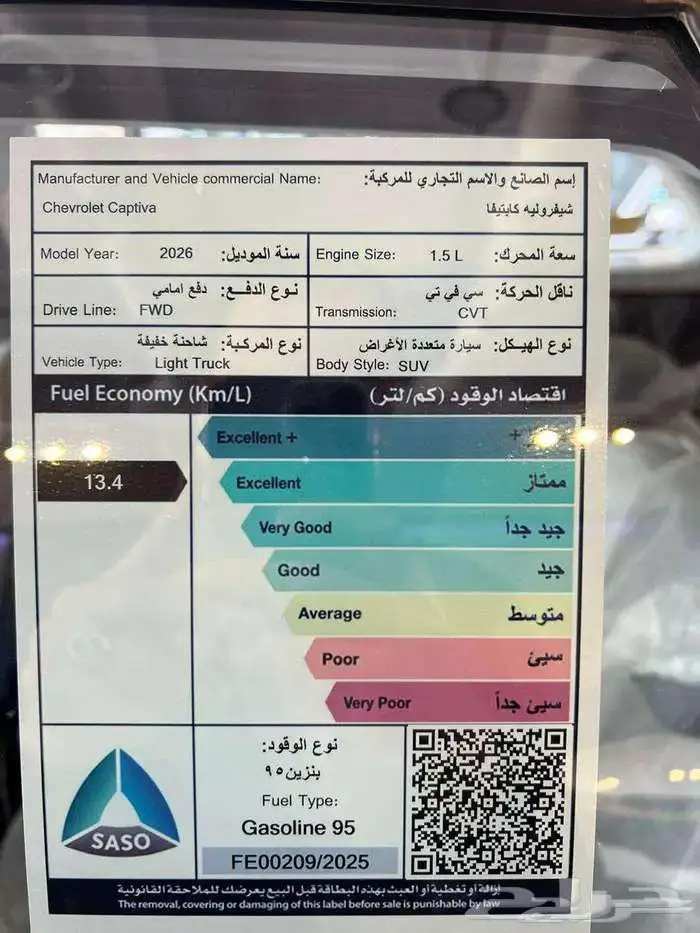 Manufacturer and Vehicle commercial Name: إسم الصانع والاسم التجاري للمركبة:
Chevrolet Captiva شيفروليه كابتيفا
Model Year: 2026 سنة الموديل:
Engine Size: 1.5 L سعة المحرك:
نوع الدفع: دفع امامي
Drive Line: FWD
ناقل الحركة: سي في تي
Transmission: CVT
نوع المركبة: شاحنة خفيفة
Vehicle Type: Light Truck
نوع الهيكل: سيارة متعددة الأغراض
Body Style: SUV
Fuel Economy (Km/L) اقتصاد الوقود (كم/لتر)
Excellent + +
13.4
Excellent ممتاز
Very Good جيد جداً
Good جيد
Average متوسط
Poor سيئ
Very Poor سيئ جداً
نوع الوقود:
بنزين ٩٥
Fuel Type:
Gasoline 95
FE00209/2025
SASO
إزالة أو تغطية أو العبث بهذه البطاقة قبل البيع يعرضك للملاحقة القانونية
The removal, covering or damaging of this label before sale is punishable by law
حراج